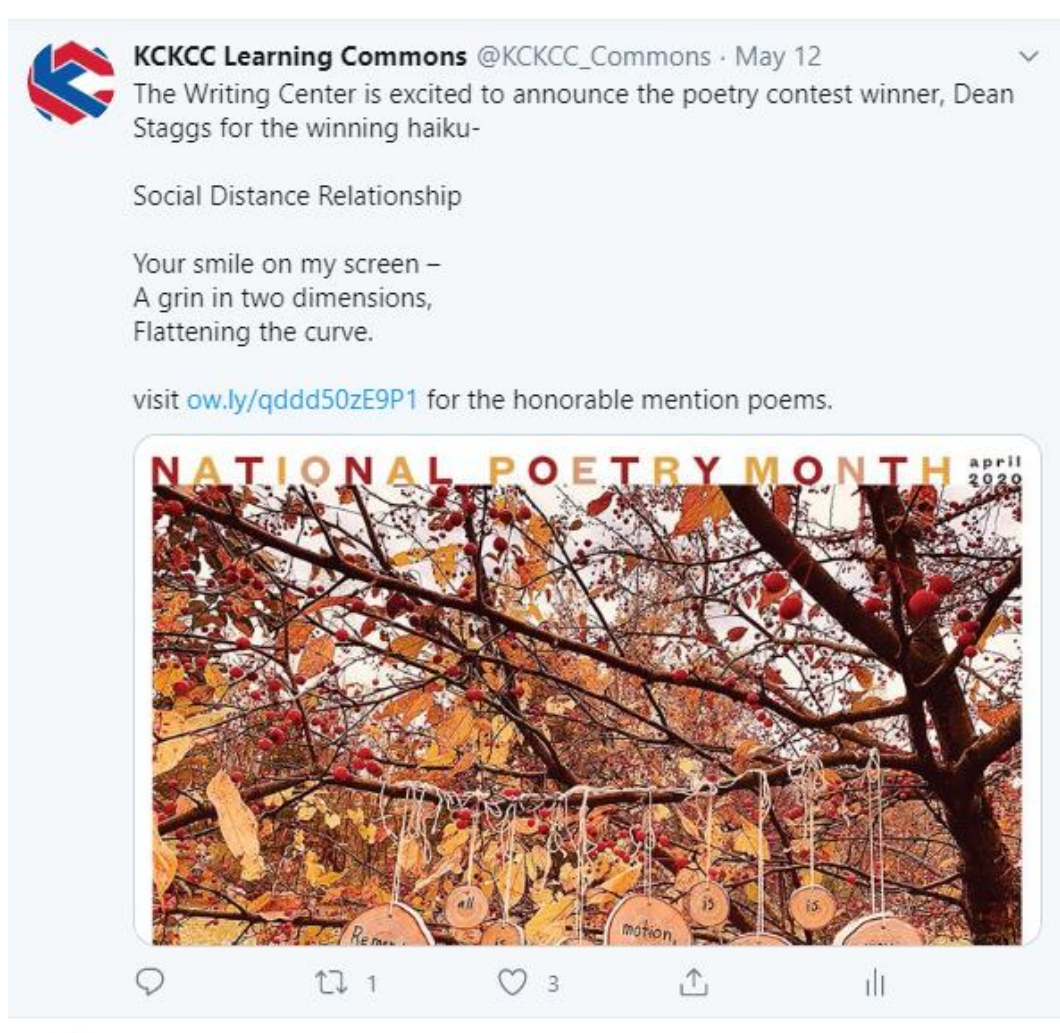 KCKCC Learning Commons @KCKCC_Commons · May 12
The Writing Center is excited to announce the poetry contest winner, Dean
Staggs for the winning haiku-
Social Distance Relationship
Your smile on my screen –
A grin in two dimensions,
Flattening the curve.
visit ow.ly/qddd50zE9P1 for the honorable mention poems.
NATIONAL POETRY MONTH april
2020
all is is
motion,
1 3